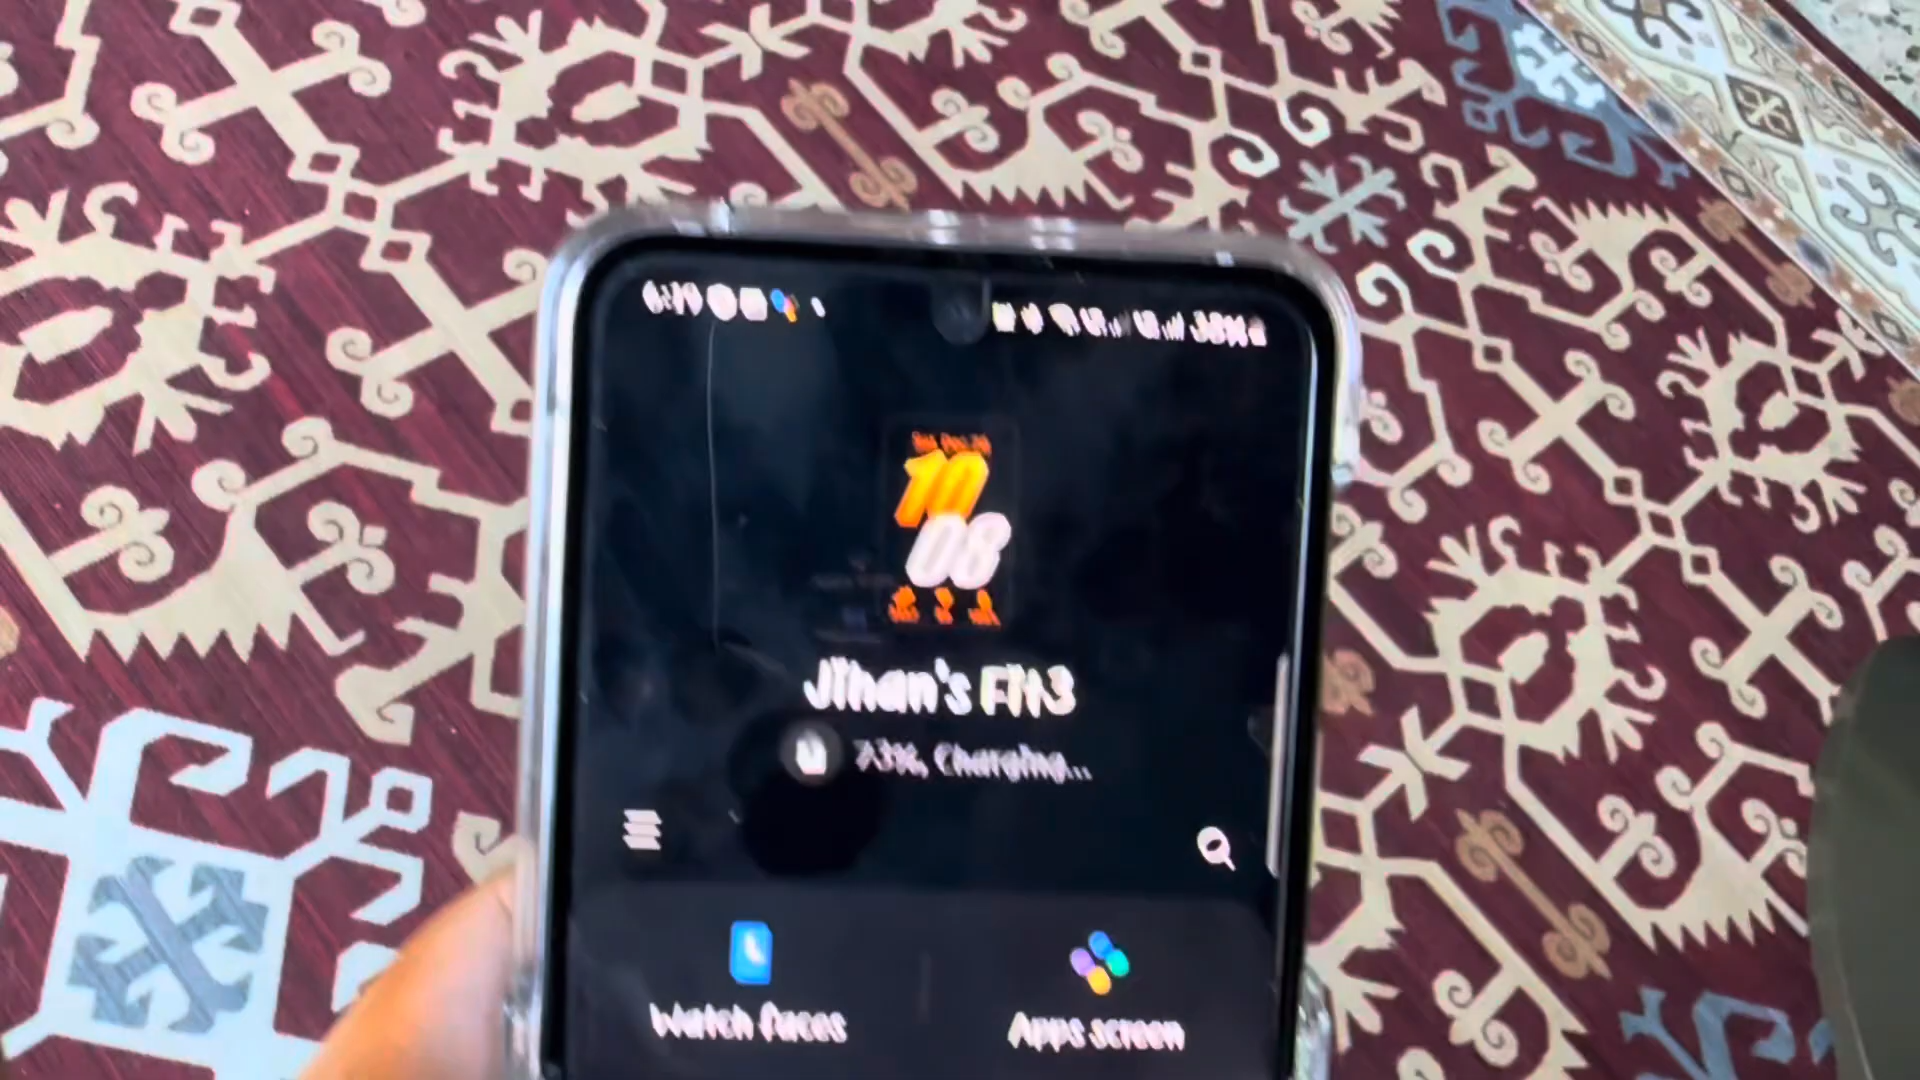 10
08
Jihan's Fit3
73%, Charging...
Watch faces
Apps screen